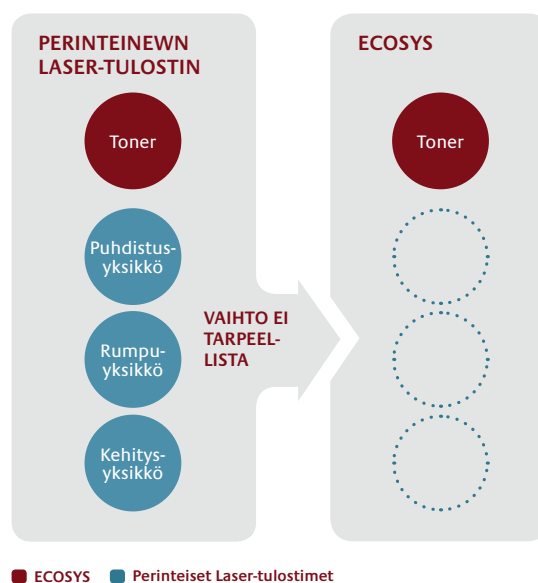 PERINTEINEWN
LASER-TULOSTIN
Toner
Puhdistus-
yksikkö
Rumpu-
yksikkö
Kehitys-
yksikkö
VAIHTO EI
TARPEEL-
LISTA
ECOSYS
Toner
ECOSYS
Perinteiset Laser-tulostimet